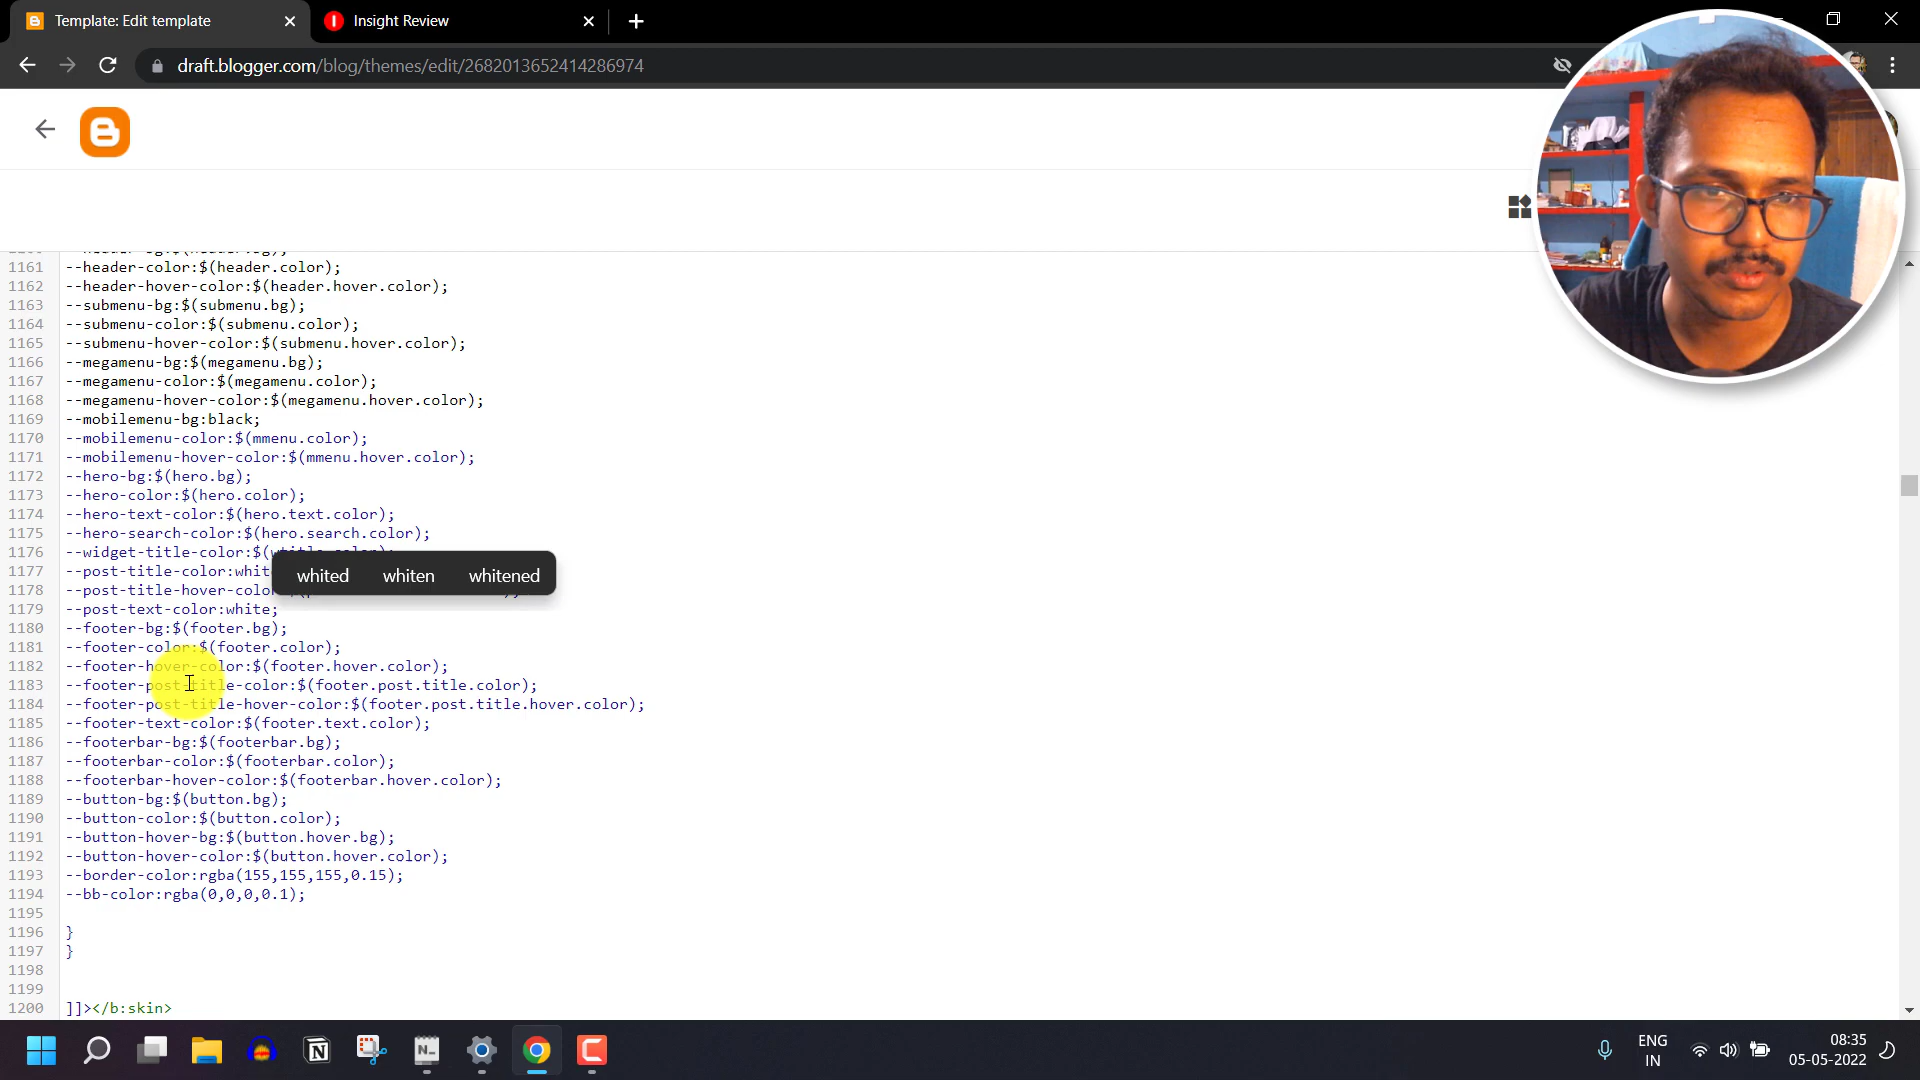 Template: Edit template
Insight Review
draft.blogger.com/blog/themes/edit/2682013652414286974
1161 --header-color:$(header.color);
1162 --header-hover-color:$(header.hover.color);
1163 --submenu-bg:$(submenu.bg);
1164 --submenu-color:$(submenu.color);
1165 --submenu-hover-color:$(submenu.hover.color);
1166 --megamenu-bg:$(megamenu.bg);
1167 --megamenu-color:$(megamenu.color);
1168 --megamenu-hover-color:$(megamenu.hover.color);
1169 --mobilemenu-bg:black;
1170 --mobilemenu-color:$(mmenu.color);
1171 --mobilemenu-hover-color:$(mmenu.hover.color);
1172 --hero-bg:$(hero.bg);
1173 --hero-color:$(hero.color);
1174 --hero-text-color:$(hero.text.color);
1175 --hero-search-color:$(hero.search.color);
1176 --widget-title-color:$(
1177 --post-title-color:whit
whited whiten whitened
1178 --post-title-hover-color:
1179 --post-text-color:white;
1180 --footer-bg:$(footer.bg);
1181 --footer-color:$(footer.color);
1182 --footer-hover-color:$(footer.hover.color);
1183 --footer-post-title-color:$(footer.post.title.color);
1184 --footer-post-title-hover-color:$(footer.post.title.hover.color);
1185 --footer-text-color:$(footer.text.color);
1186 --footerbar-bg:$(footerbar.bg);
1187 --footerbar-color:$(footerbar.color);
1188 --footerbar-hover-color:$(footerbar.hover.color);
1189 --button-bg:$(button.bg);
1190 --button-color:$(button.color);
1191 --button-hover-bg:$(button.hover.bg);
1192 --button-hover-color:$(button.hover.color);
1193 --border-color:rgba(155,155,155,0.15);
1194 --bb-color:rgba(0,0,0,0.1);
1195
1196 }
1197 }
1198
1199
1200 ]]></b:skin>
ENG
IN
08:35
05-05-2022